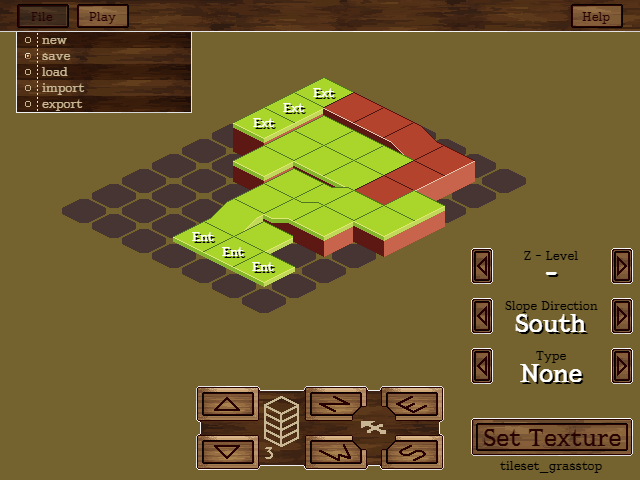 File Play Help
new
save
load
import
export
Ext
Ext
Ext
Ent
Ent
Ent
Z - Level
-
Slope Direction
South
Type
None
N E
W S
3
Set Texture
tileset_grasstop